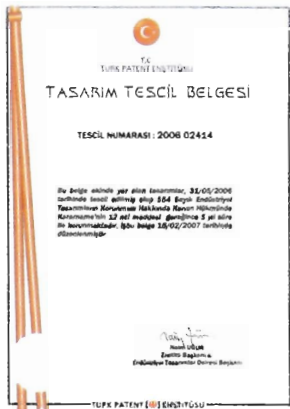 T.C.
TÜRK PATENT ENSTİTÜSÜ
TASARIM TESCİL BELGESİ
TESCİL NUMARASI : 2006 02414
Bu belge ekinde yer alan tasarımlar, 31/05/2006
tarihinde tescil edilmiş olup 554 Sayılı Endüstriyel
Tasarımların Korunması Hakkında Kanun Hükmünde
Kararname'nin 12 nci maddesi gereğince 5 yıl süre
ile korunmaktadır. İşbu belge 16/02/2007 tarihinde
düzenlenmiştir.
UĞUR
Enstitü Başkanı a.
Endüstriyel Tasarımlar Dairesi Başkanı
TÜRK PATENT ENSTİTÜSÜ